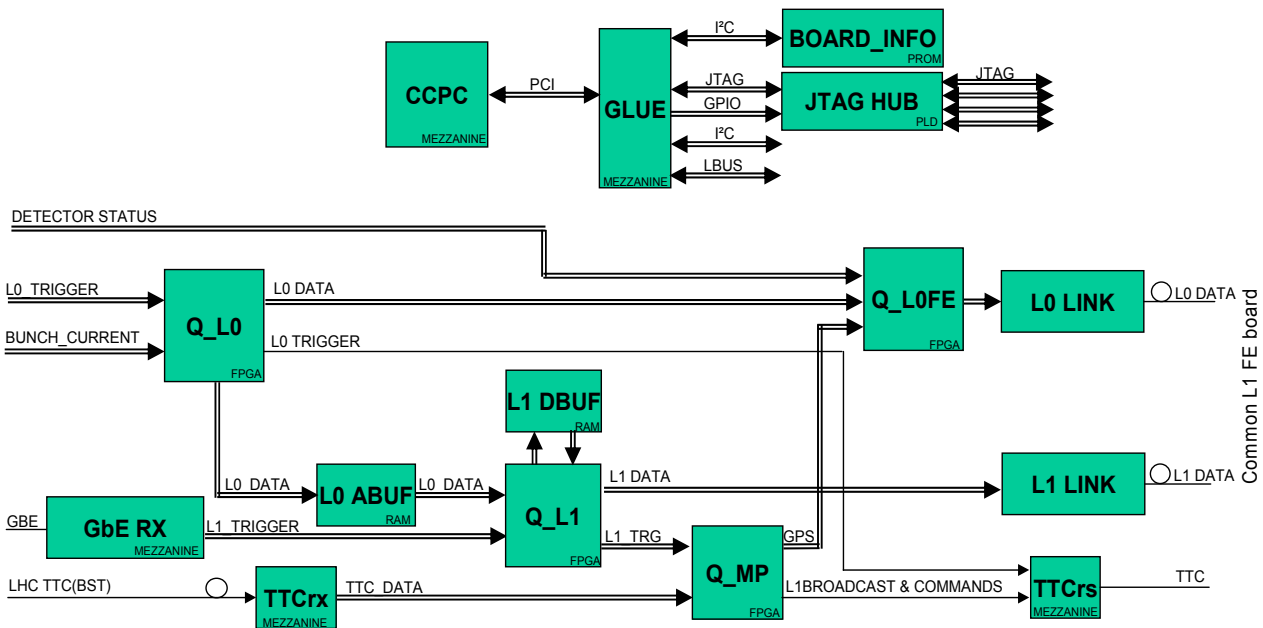 I²C
BOARD_INFO
PROM
CCPC
MEZZANINE
PCI
GLUE
MEZZANINE
JTAG
GPIO
JTAG HUB
PLD
JTAG
I²C
LBUS
DETECTOR STATUS
L0_TRIGGER
BUNCH_CURRENT
Q_L0
FPGA
L0 DATA
L0 TRIGGER
Q_L0FE
FPGA
L0 LINK
L0 DATA
Common L1 FE board
L1 DBUF
RAM
L0_DATA
L0 ABUF
RAM
L0_DATA
Q_L1
FPGA
L1 DATA
L1 LINK
L1 DATA
GBE
GbE RX
MEZZANINE
L1_TRIGGER
L1_TRG
GPS
Q_MP
FPGA
LHC TTC(BST)
TTCrx
MEZZANINE
TTC_DATA
L1BROADCAST & COMMANDS
TTCrs
MEZZANINE
TTC